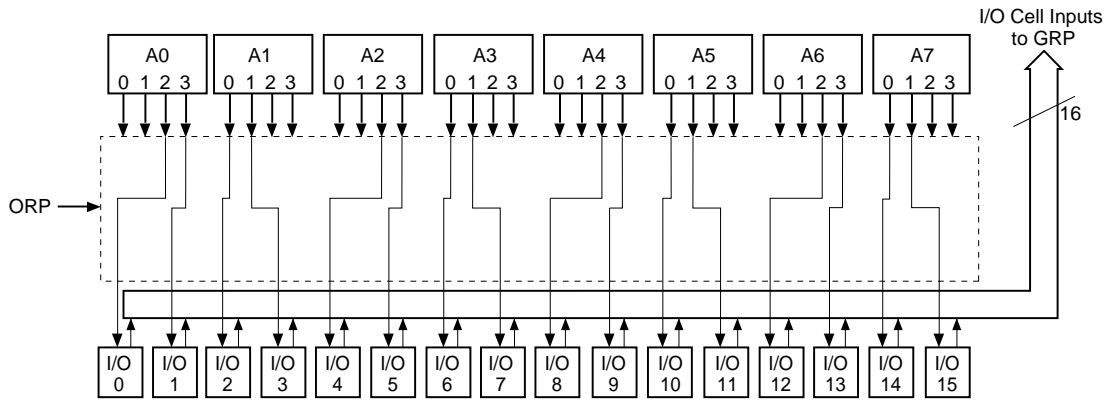 I/O Cell Inputs
to GRP
A0 A1 A2 A3 A4 A5 A6 A7
0 1 2 3 0 1 2 3 0 1 2 3 0 1 2 3 0 1 2 3 0 1 2 3 0 1 2 3 0 1 2 3
16
ORP
I/O I/O I/O I/O I/O I/O I/O I/O I/O I/O I/O I/O I/O I/O I/O I/O
0 1 2 3 4 5 6 7 8 9 10 11 12 13 14 15